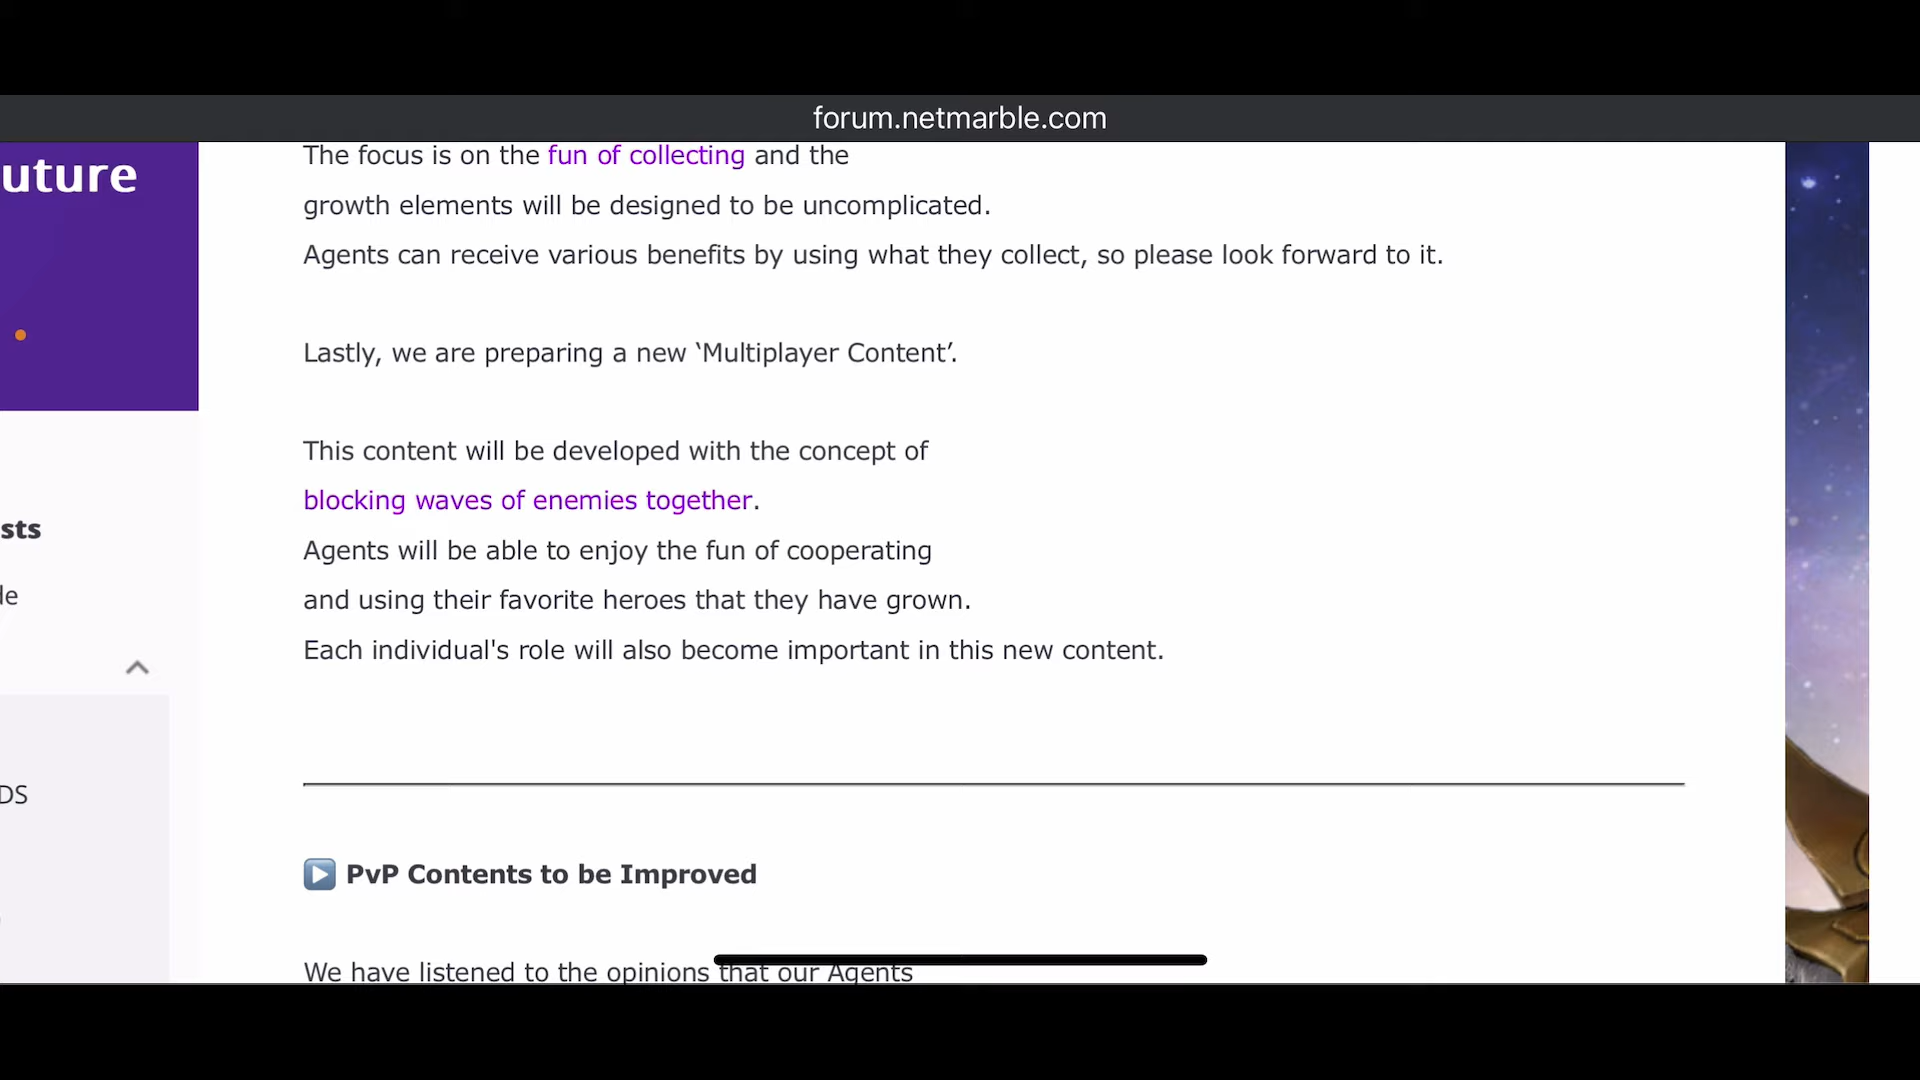 forum.netmarble.com
uture
The focus is on the fun of collecting and the
growth elements will be designed to be uncomplicated.
Agents can receive various benefits by using what they collect, so please look forward to it.
Lastly, we are preparing a new ‘Multiplayer Content’.
This content will be developed with the concept of
blocking waves of enemies together.
Agents will be able to enjoy the fun of cooperating
and using their favorite heroes that they have grown.
Each individual's role will also become important in this new content.
sts
de
DS
PvP Contents to be Improved
We have listened to the opinions that our Agents